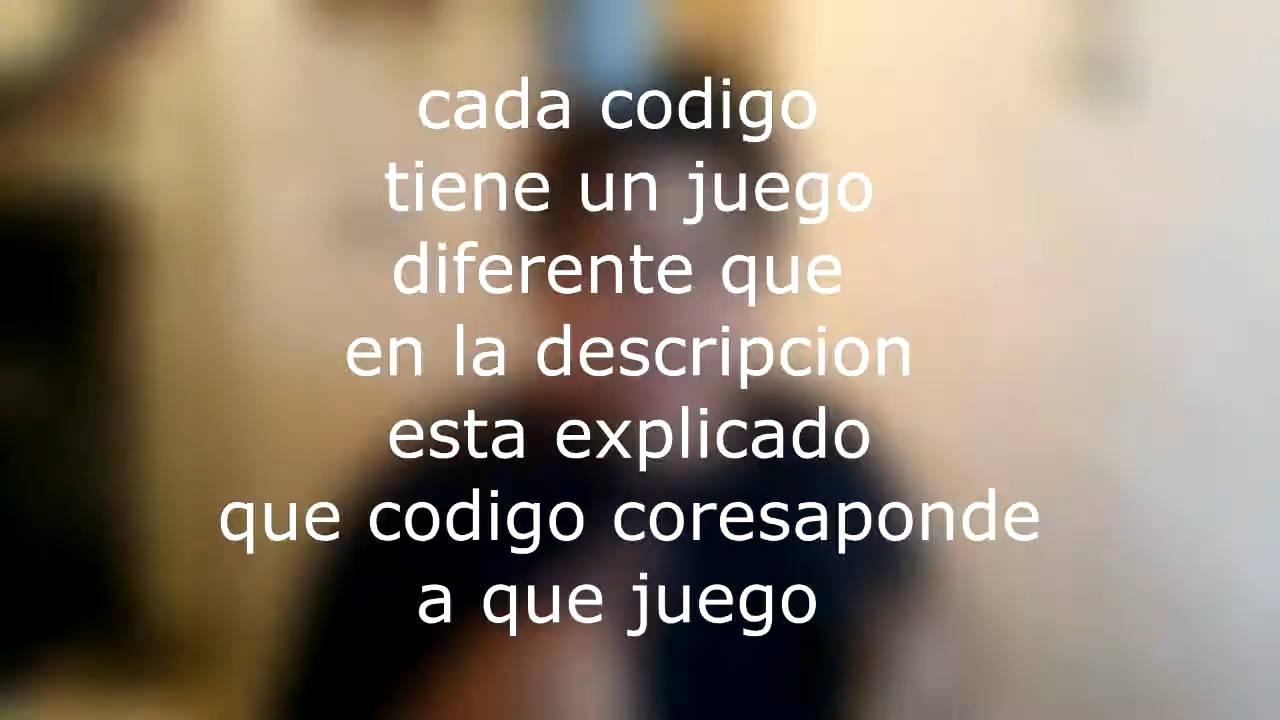 cada codigo
tiene un juego
diferente que
en la descripcion
esta explicado
que codigo coresaponde
a que juego